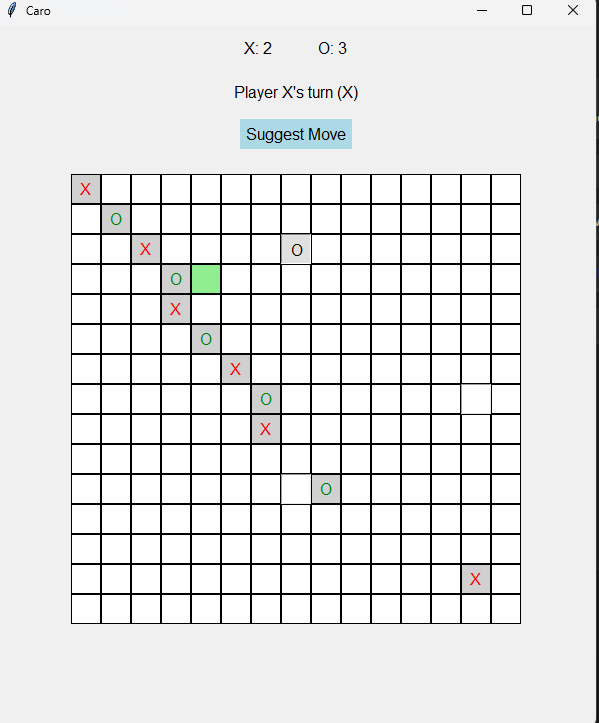 Caro
X: 2 O: 3
Player X's turn (X)
Suggest Move
X
O
X O
O
X
O
X
O
X
O
X